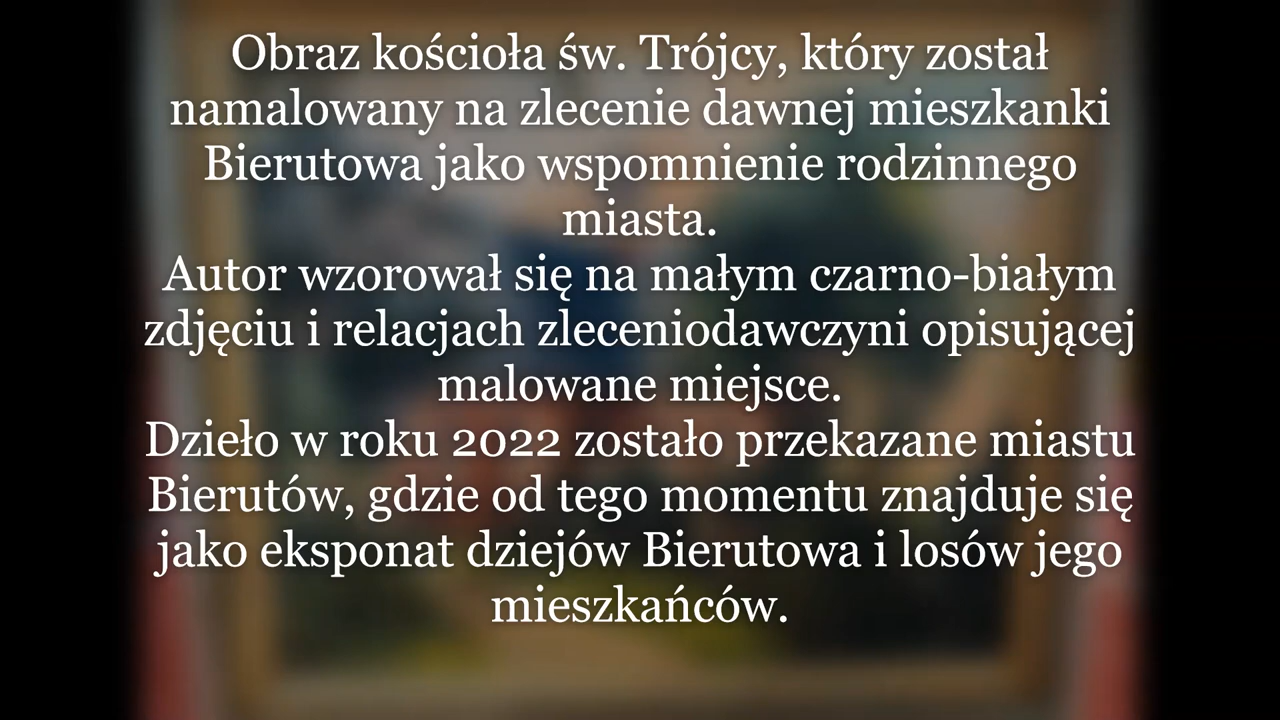 Obraz kościoła św. Trójcy, który został
namalowany na zlecenie dawnej mieszkanki
Bierutowa jako wspomnienie rodzinnego
miasta.
Autor wzorował się na małym czarno-białym
zdjęciu i relacjach zleceniodawczyni opisującej
malowane miejsce.
Dzieło w roku 2022 zostało przekazane miastu
Bierutów, gdzie od tego momentu znajduje się
jako eksponat dziejów Bierutowa i losów jego
mieszkańców.